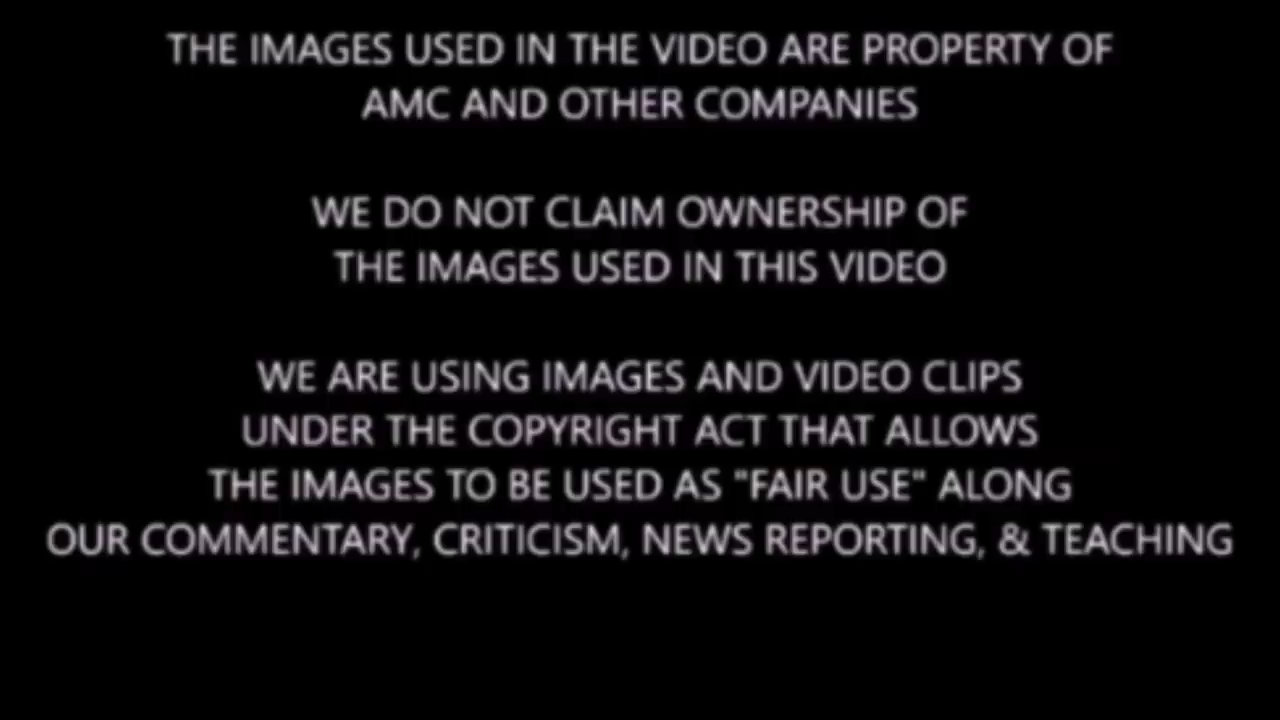 THE IMAGES USED IN THE VIDEO ARE PROPERTY OF
AMC AND OTHER COMPANIES
WE DO NOT CLAIM OWNERSHIP OF
THE IMAGES USED IN THIS VIDEO
WE ARE USING IMAGES AND VIDEO CLIPS
UNDER THE COPYRIGHT ACT THAT ALLOWS
THE IMAGES TO BE USED AS "FAIR USE" ALONG
OUR COMMENTARY, CRITICISM, NEWS REPORTING, & TEACHING